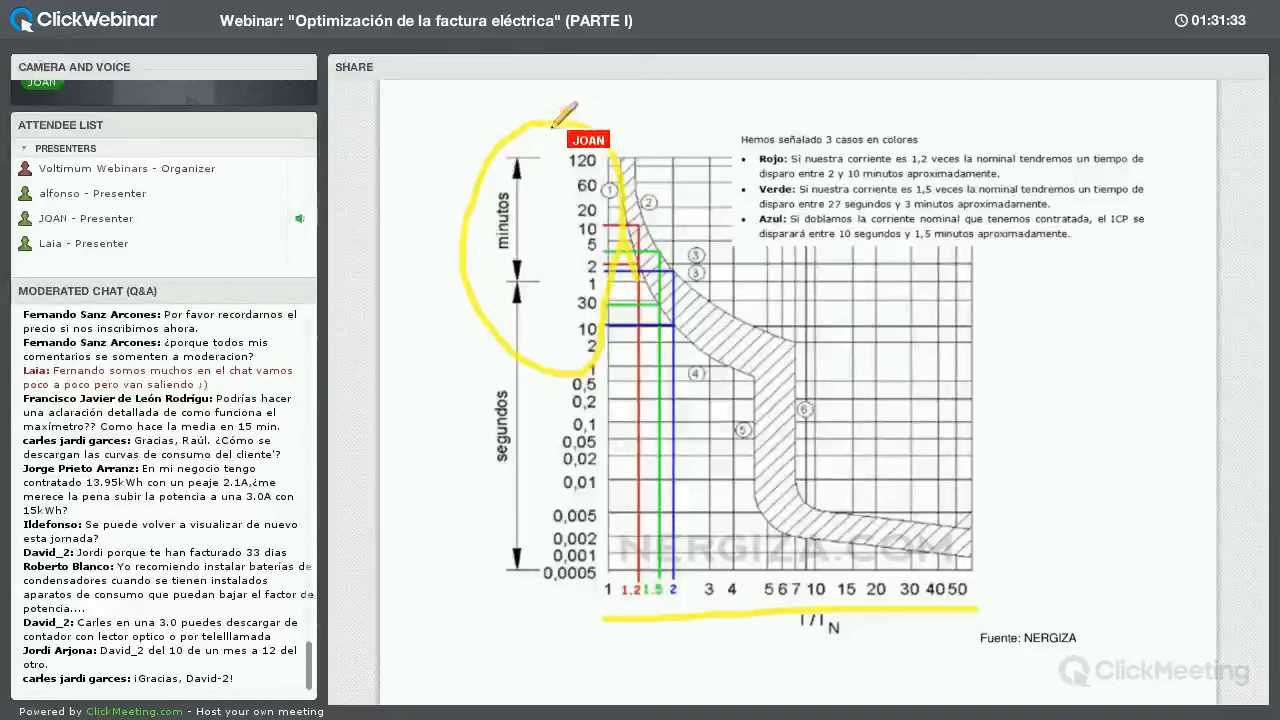 ClickWebinar
Webinar: "Optimización de la factura eléctrica" (PARTE I)
01:31:33
CAMERA AND VOICE
JOAN
ATTENDEE LIST
PRESENTERS
Voltimum Webinars - Organizer
alfonso - Presenter
JOAN - Presenter
Laia - Presenter
MODERATED CHAT (Q&A)
Fernando Sanz Arcones: Por favor recordarnos el
precio si nos inscribimos ahora.
Fernando Sanz Arcones: ¿porque todos mis
comentarios se somenten a moderacion?
Laia: Fernando somos muchos en el chat vamos
poco a poco pero van saliendo ;)
Francisco Javier de León Rodrígu: Podrías hacer
una aclaración detallada de como funciona el
maxímetro?? Como hace la media en 15 min.
carles jardi garces: Gracias, Raúl. ¿Cómo se
descargan las curvas de consumo del cliente'?
Jorge Prieto Arranz: En mi negocio tengo
contratado 13.95kWh con un peaje 2.1A,¿me
merece la pena subir la potencia a una 3.0A con
15kWh?
Ildefonso: Se puede volver a visualizar de nuevo
esta jornada?
David_2: Jordi porque te han facturado 33 dias
Roberto Blanco: Yo recomiendo instalar baterías de
condensadores cuando se tienen instalados
aparatos de consumo que puedan bajar el factor de
potencia....
David_2: Carles en una 3.0 puedes descargar de
contador con lector optico o por telelllamada
Jordi Arjona: David_2 del 10 de un mes a 12 del
otro.
carles jardi garces: ¡Gracias, David-2!
Powered by ClickMeeting.com - Host your own meeting
SHARE
JOAN
Hemos señalado 3 casos en colores
Rojo: Si nuestra corriente es 1,2 veces la nominal tendremos un tiempo de
disparo entre 2 y 10 minutos aproximadamente.
Verde: Si nuestra corriente es 1,5 veces la nominal tendremos un tiempo de
disparo entre 27 segundos y 3 minutos aproximadamente.
Azul: Si doblamos la corriente nominal que tenemos contratada, el ICP se
disparará entre 10 segundos y 1,5 minutos aproximadamente.
minutos
segundos
120
60
20
10
5
2
1
30
10
2
1
0,5
0,2
0,1
0,05
0,02
0,01
0,005
0,002
0,001
0,0005
1
2
3
3
4
5
6
NERGIZA.COM
1 1,2 1.5 2 3 4 5 6 7 10 15 20 30 40 50
I / I N
Fuente: NERGIZA
ClickMeeting